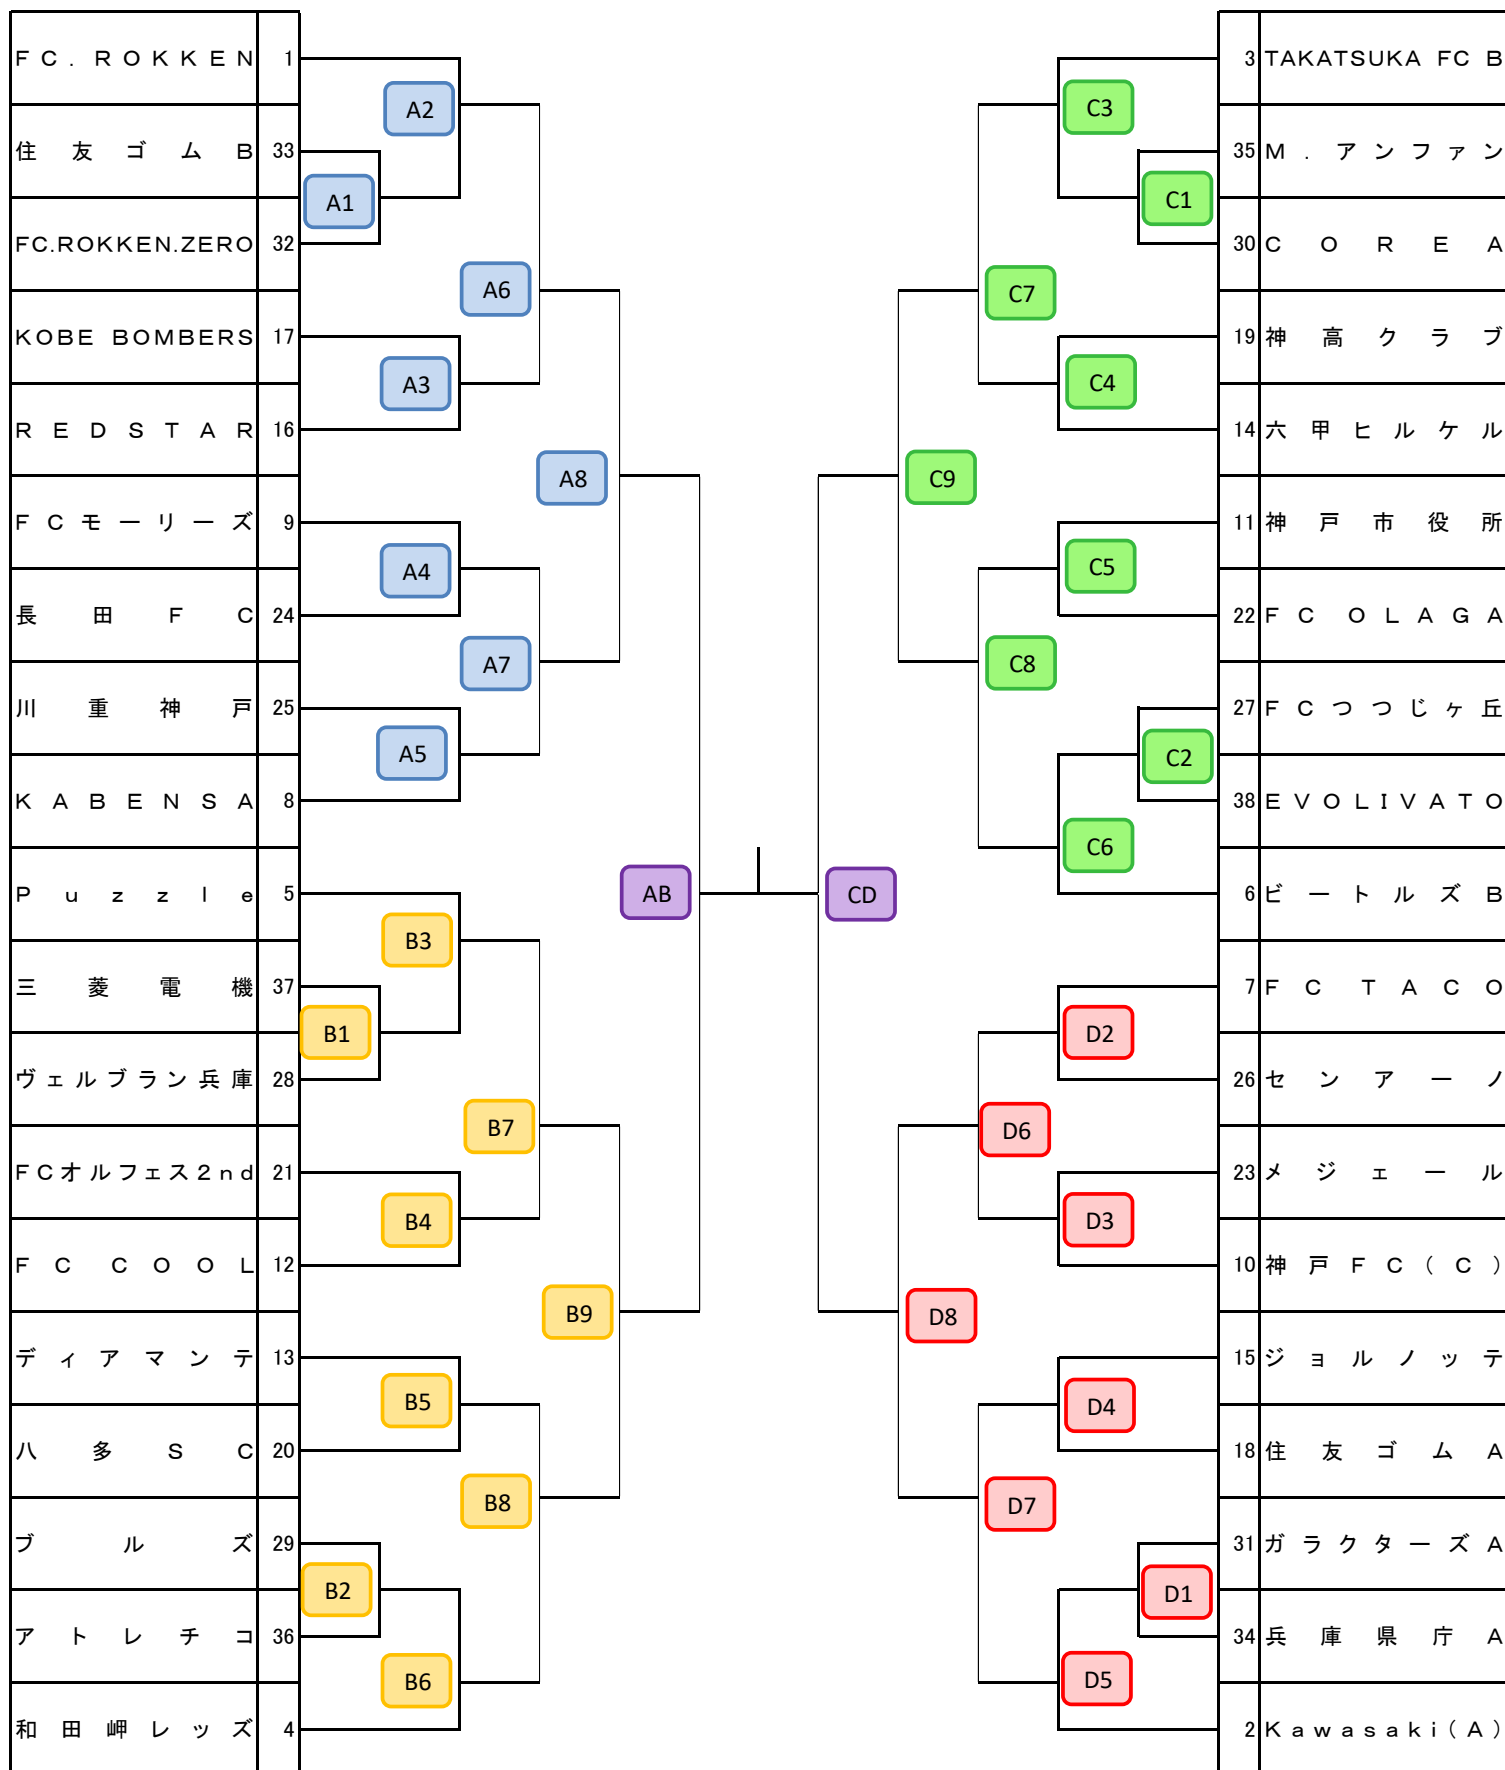 FC.ROKKEN 1
住友ゴムB 33
FC.ROKKEN.ZERO 32
KOBE BOMBERS 17
REDSTAR 16
FCモーリーズ 9
長田FC 24
川重神戸 25
KABENSA 8
Puzzle 5
三菱電機 37
ヴェルブラン兵庫 28
FCオルフェス2nd 21
FC COOL 12
ディアマンテ 13
八多SC 20
ブルズ 29
アトレチコ 36
和田岬レッズ 4
A2
A1
A6
A3
A8
A4
A7
A5
B3
B1
B7
B4
B9
B5
B8
B2
B6
AB
CD
C3
C1
C7
C4
C9
C5
C8
C2
C6
D2
D6
D3
D8
D4
D7
D1
D5
3 TAKATSUKA FC B
35 M.アンファン
30 COREA
19 神高クラブ
14 六甲ヒルケル
11 神戸市役所
22 FC OLAGA
27 FCつつじヶ丘
38 EVOLIVATO
6 ビートルズB
7 FC TACO
26 センアーノ
23 メジェール
10 神戸FC(C)
15 ジョルノッテ
18 住友ゴムA
31 ガラクターズA
34 兵庫県庁A
2 Kawasaki(A)